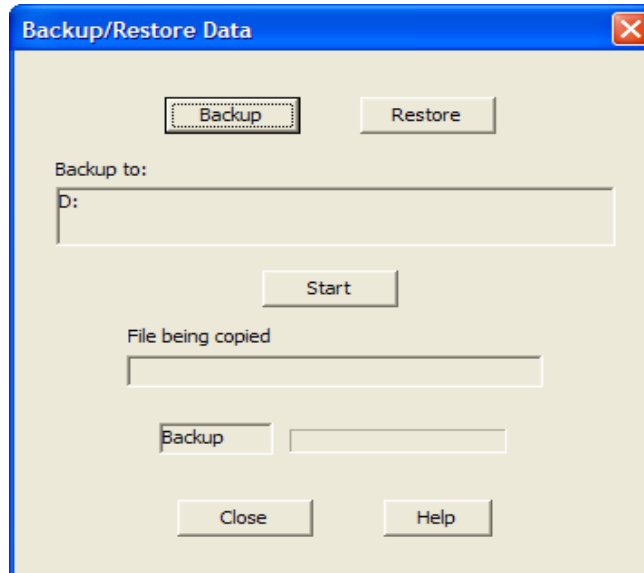 Backup/Restore Data
Backup Restore
Backup to:
D:
Start
File being copied
Backup
Close Help